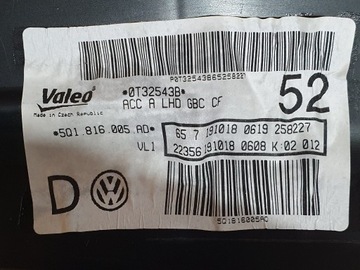 P0T32543B6525B227
Valeo
Made in Czech Republic
*0T32543B*
ACC A LHD GBC CF
52
*5Q1.816.005.AD*
VL1
65 7 191018 0619 258227
22356 191018 0608 K:02 012
D
5Q1816005AD